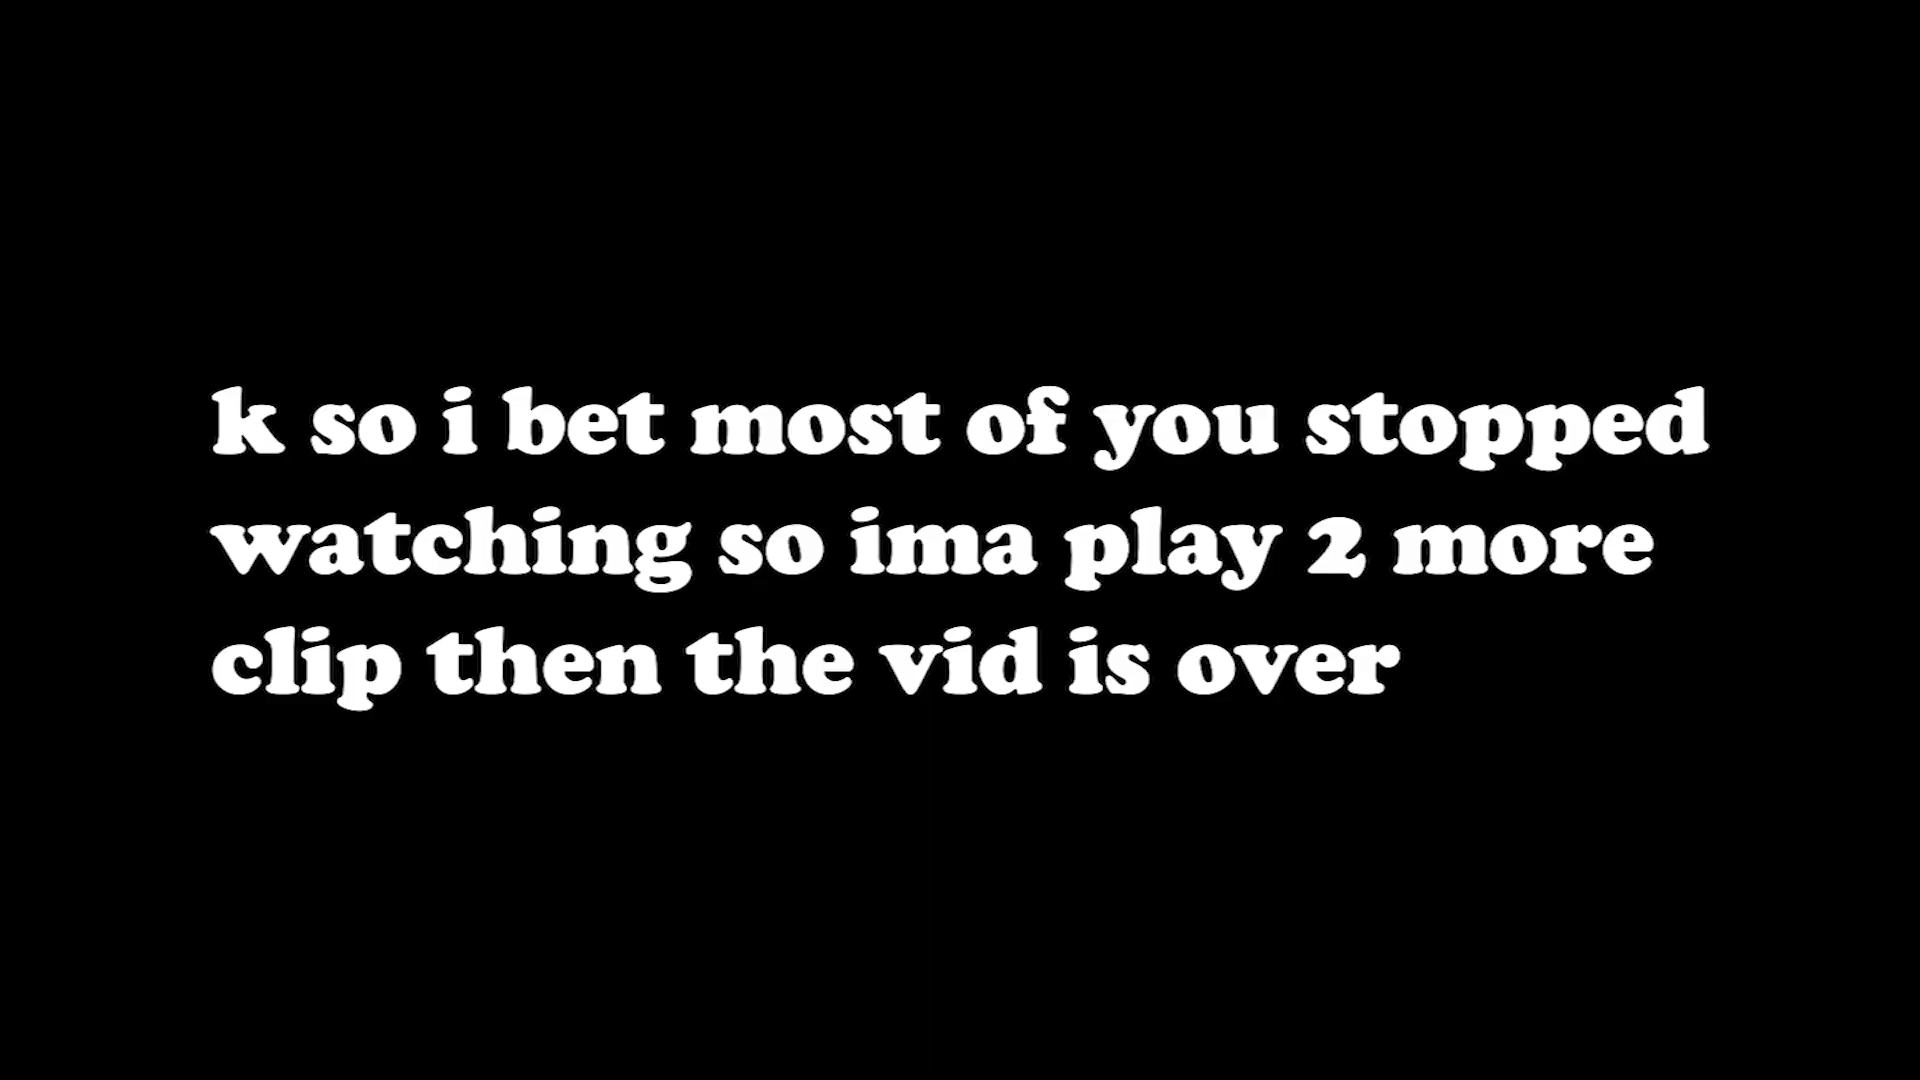 k so i bet most of you stopped
watching so ima play 2 more
clip then the vid is over